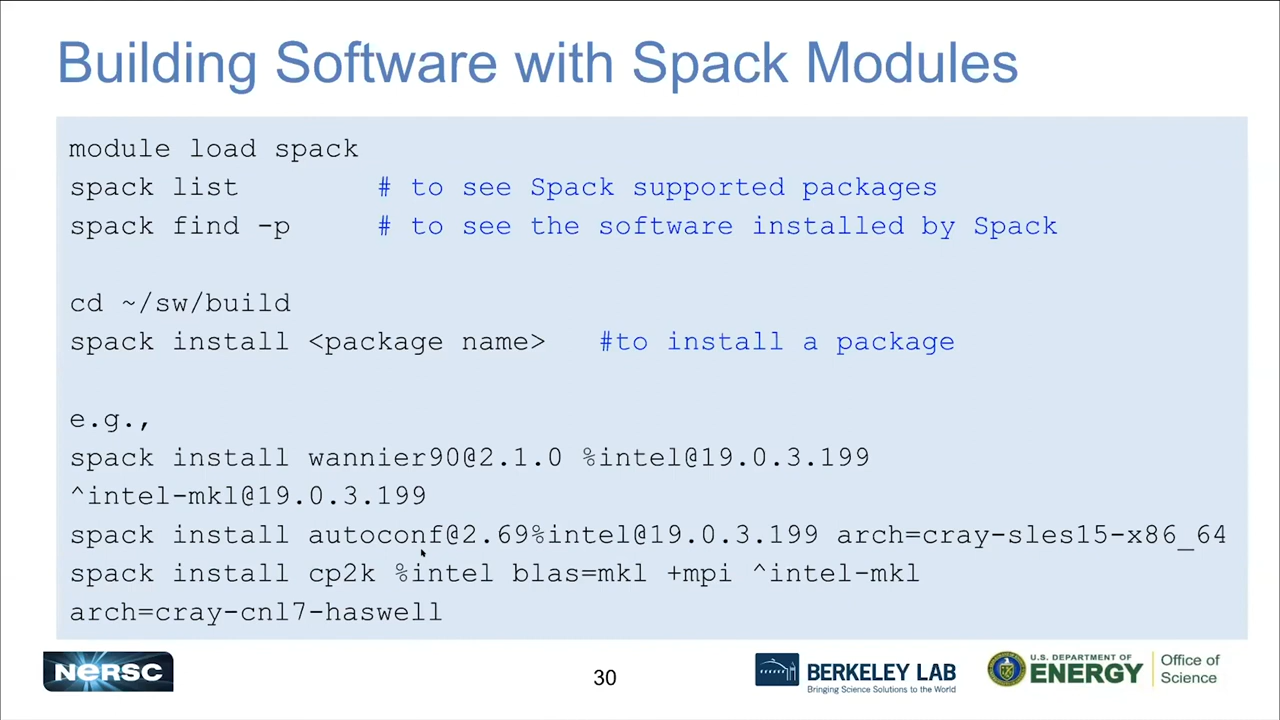 Building Software with Spack Modules
module load spack
spack list # to see Spack supported packages
spack find -p # to see the software installed by Spack
cd ~/sw/build
spack install <package name> #to install a package
e.g.,
spack install wannier90@2.1.0 %intel@19.0.3.199
^intel-mkl@19.0.3.199
spack install autoconf@2.69%intel@19.0.3.199 arch=cray-sles15-x86_64
spack install cp2k %intel blas=mkl +mpi ^intel-mkl
arch=cray-cnl7-haswell
NERSC
30
BERKELEY LAB
Bringing Science Solutions to the World
U.S. DEPARTMENT OF
ENERGY
Office of
Science